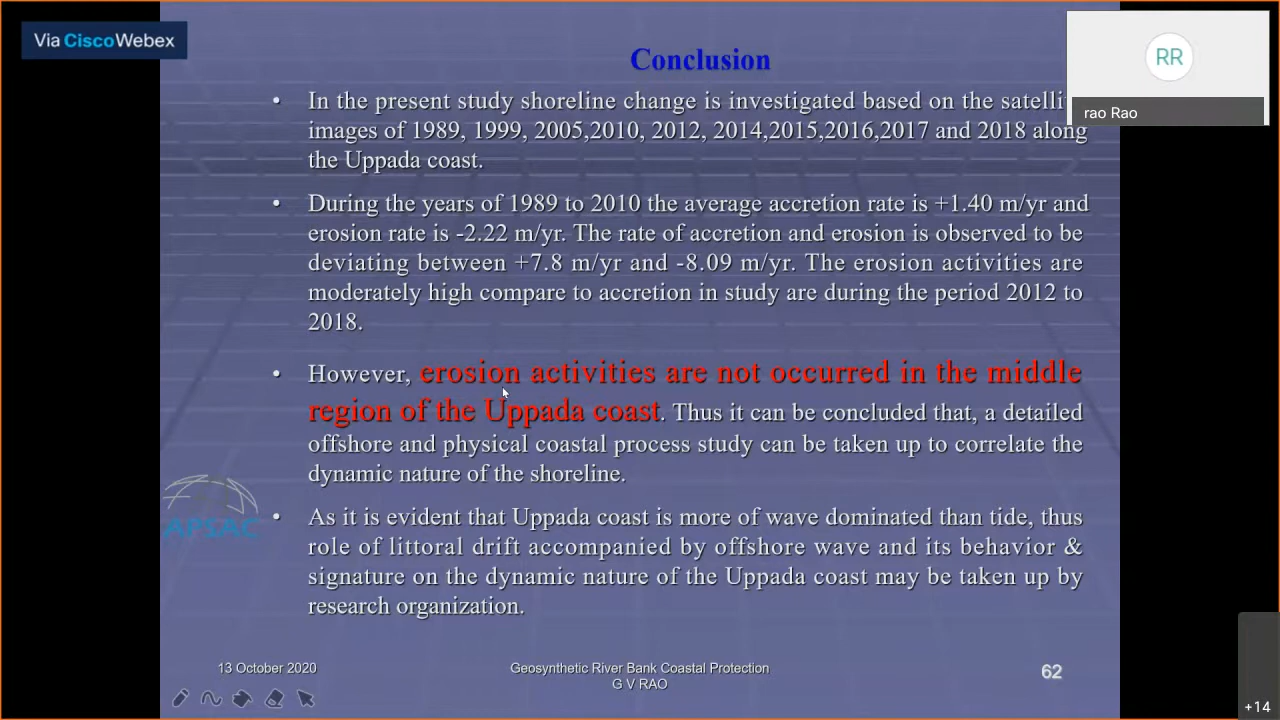 Via Cisco Webex
RR
rao Rao
Conclusion
• In the present study shoreline change is investigated based on the
images of 1989, 1999, 2005,2010, 2012, 2014,2015,2016,2017 and 2018 along
the Uppada coast.
• During the years of 1989 to 2010 the average accretion rate is +1.40 m/yr and
erosion rate is -2.22 m/yr. The rate of accretion and erosion is observed to be
deviating between +7.8 m/yr and -8.09 m/yr. The erosion activities are
moderately high compare to accretion in study are during the period 2012 to
2018.
• However, erosion activities are not occurred in the middle
region of the Uppada coast. Thus it can be concluded that, a detailed
offshore and physical coastal process study can be taken up to correlate the
dynamic nature of the shoreline.
APSAC
• As it is evident that Uppada coast is more of wave dominated than tide, thus
role of littoral drift accompanied by offshore wave and its behavior &
signature on the dynamic nature of the Uppada coast may be taken up by
research organization.
13 October 2020
Geosynthetic River Bank Coastal Protection
G V RAO
62
+14